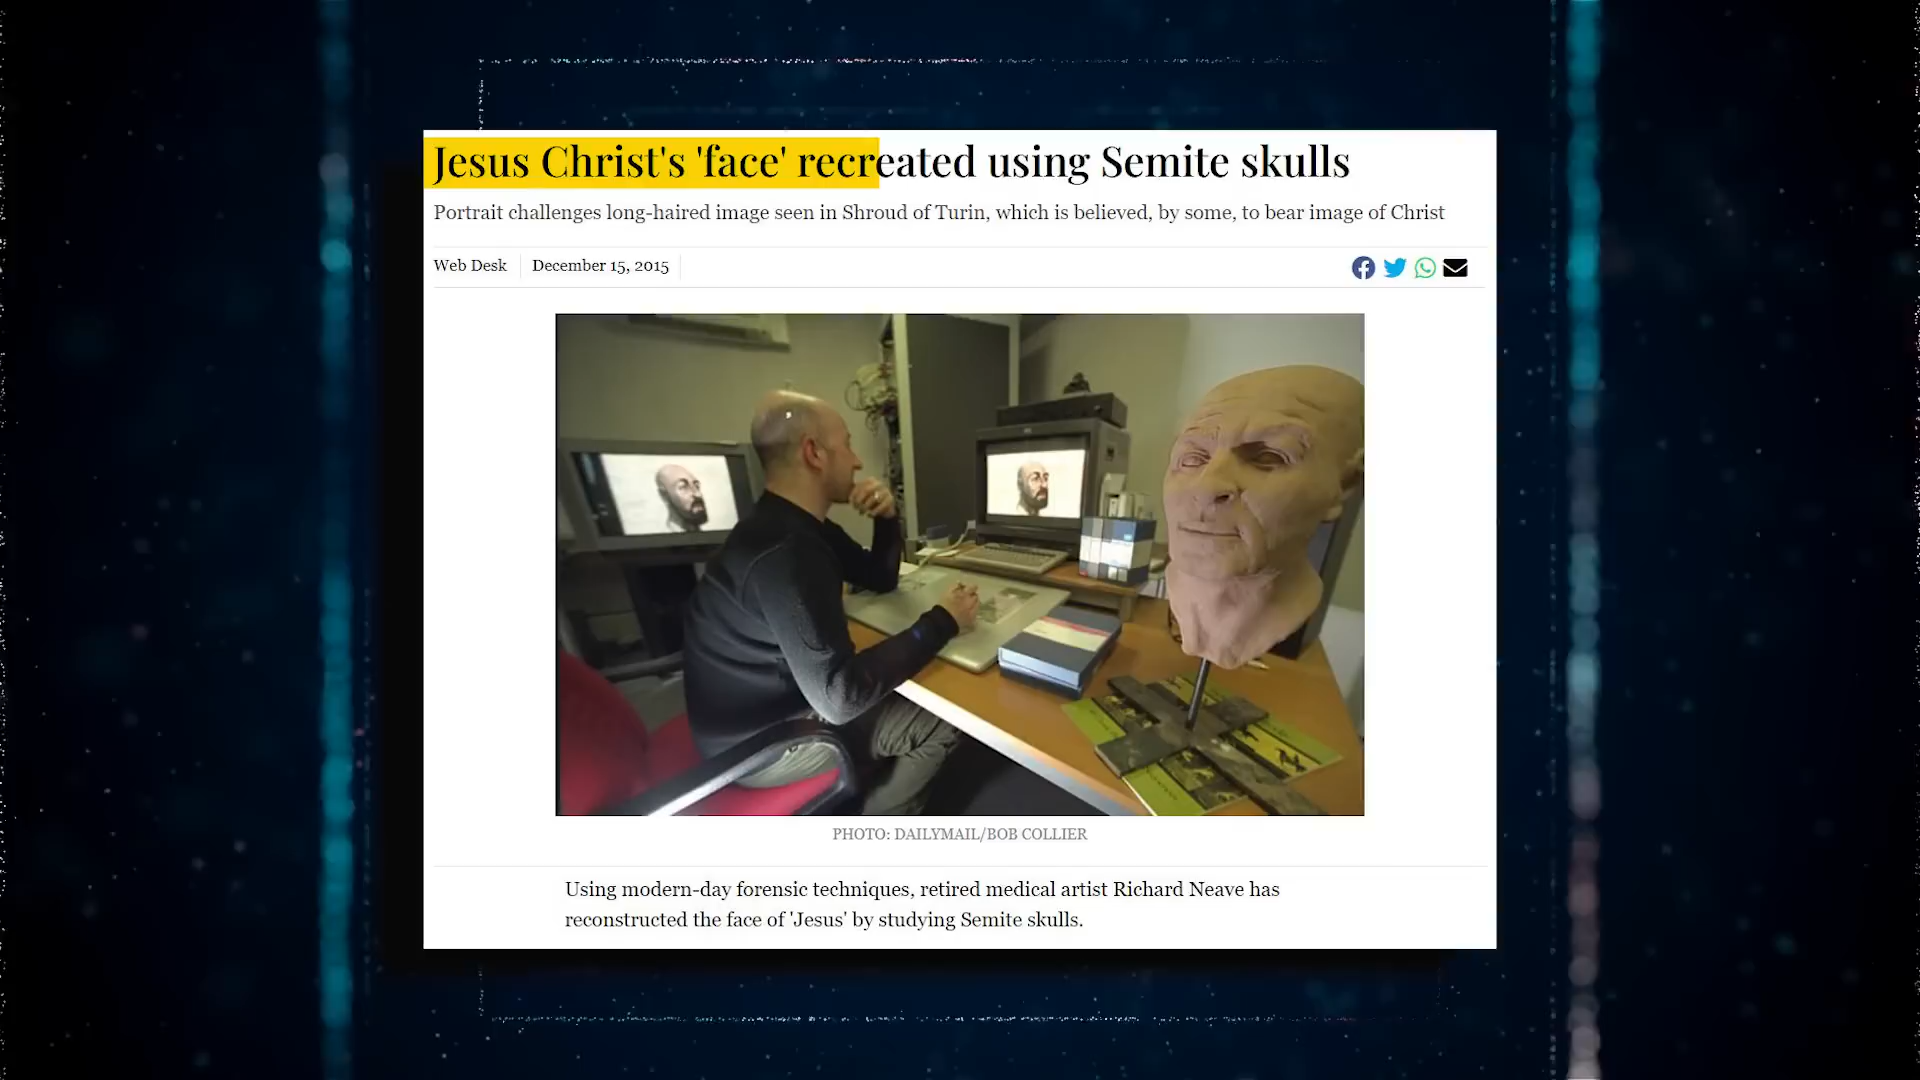 Jesus Christ's 'face' recreated using Semite skulls
Portrait challenges long-haired image seen in Shroud of Turin, which is believed, by some, to bear image of Christ
Web Desk
December 15, 2015
PHOTO: DAILYMAIL/BOB COLLIER
Using modern-day forensic techniques, retired medical artist Richard Neave has
reconstructed the face of 'Jesus' by studying Semite skulls.